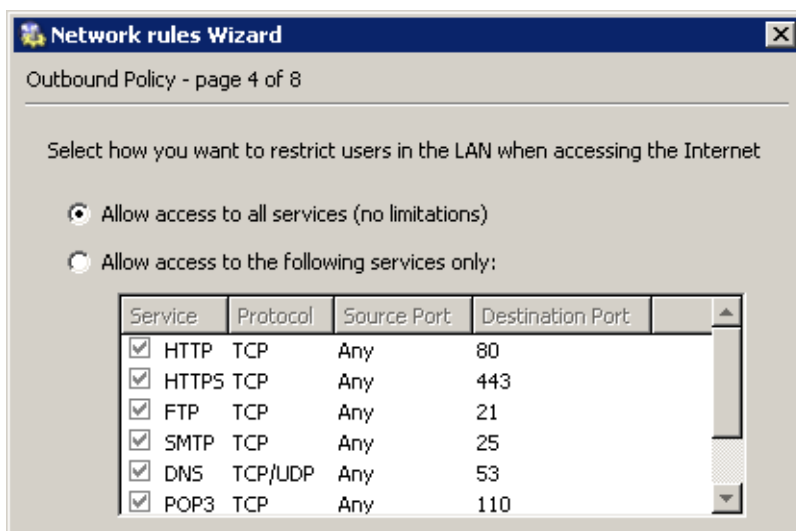 Network rules Wizard
Outbound Policy - page 4 of 8
Select how you want to restrict users in the LAN when accessing the Internet
Allow access to all services (no limitations)
Allow access to the following services only:
Service Protocol Source Port Destination Port
HTTP TCP Any 80
HTTPS TCP Any 443
FTP TCP Any 21
SMTP TCP Any 25
DNS TCP/UDP Any 53
POP3 TCP Any 110